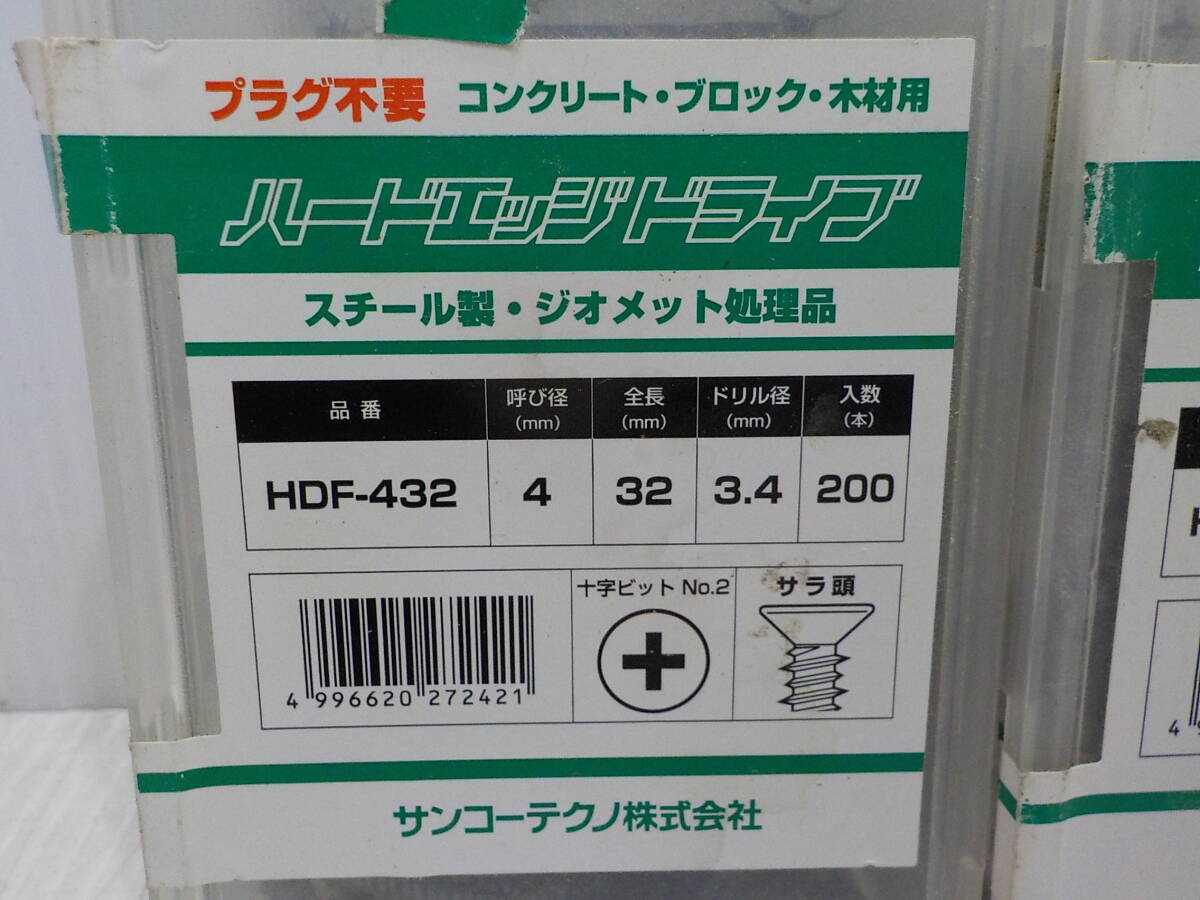 プラグ不要 コンクリート・ブロック・木材用
ハードエッジドライブ
スチール製・ジオメット処理品
品番 呼び径(mm) 全長(mm) ドリル径(mm) 入数(本)
HDF-432 4 32 3.4 200
十字ビット No.2 サラ頭
4 996620 272421
サンコーテクノ株式会社